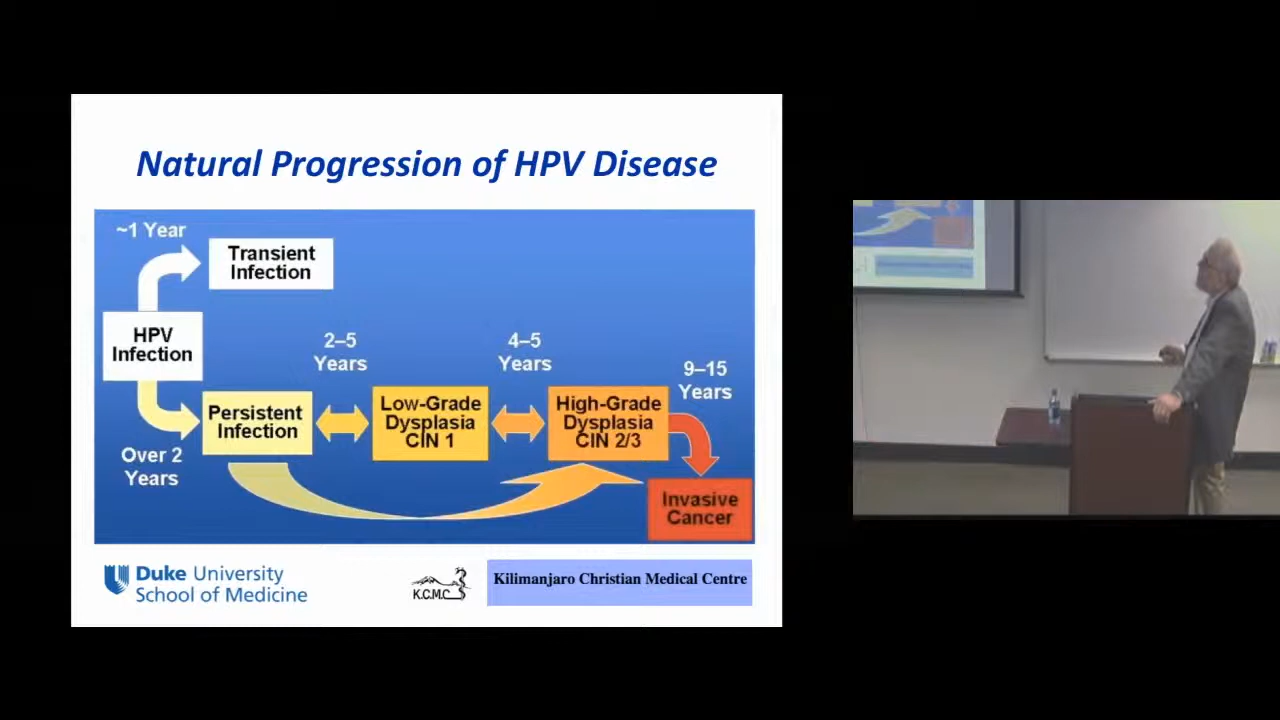 Natural Progression of HPV Disease
~1 Year
Transient
Infection
HPV
Infection
2–5
Years
4–5
Years
9–15
Years
Persistent
Infection
Low-Grade
Dysplasia
CIN 1
High-Grade
Dysplasia
CIN 2/3
Over 2
Years
Invasive
Cancer
Duke University
School of Medicine
K.C.M.C
Kilimanjaro Christian Medical Centre